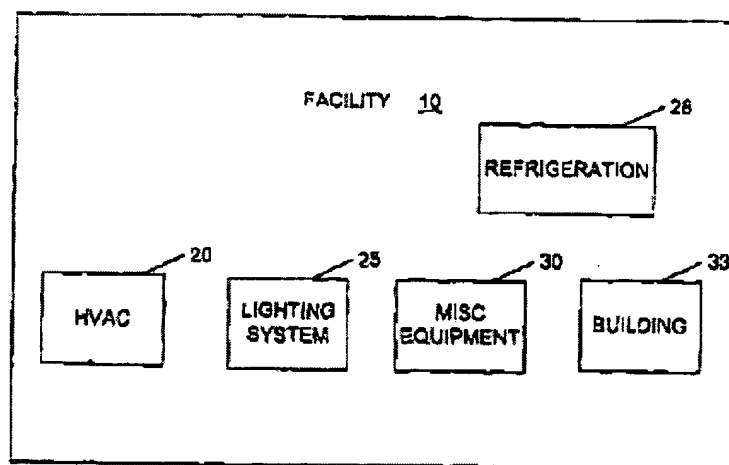 FACILITY 10
28
REFRIGERATION
20
25
30
33
HVAC
LIGHTING
SYSTEM
MISC
EQUIPMENT
BUILDING